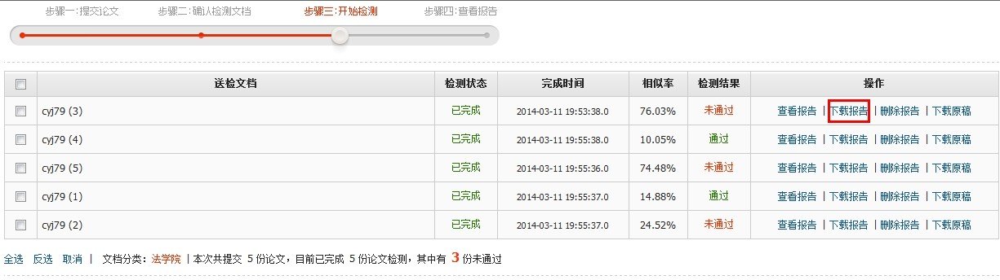 步骤一:提交论文 步骤二:确认检测文档 步骤三:开始检测 步骤四:查看报告
送检文档 检测状态 完成时间 相似率 检测结果 操作
cyj79 (3) 已完成 2014-03-11 19:53:38.0 76.03% 未通过 查看报告 | 下载报告 | 删除报告 | 下载原稿
cyj79 (4) 已完成 2014-03-11 19:55:38.0 10.05% 通过 查看报告 | 下载报告 | 删除报告 | 下载原稿
cyj79 (5) 已完成 2014-03-11 19:55:36.0 74.48% 未通过 查看报告 | 下载报告 | 删除报告 | 下载原稿
cyj79 (1) 已完成 2014-03-11 19:55:37.0 14.88% 通过 查看报告 | 下载报告 | 删除报告 | 下载原稿
cyj79 (2) 已完成 2014-03-11 19:55:37.0 24.52% 未通过 查看报告 | 下载报告 | 删除报告 | 下载原稿
全选 反选 取消 | 文档分类：法学院 | 本次共提交 5 份论文，目前已完成 5 份论文检测，其中有 3 份未通过